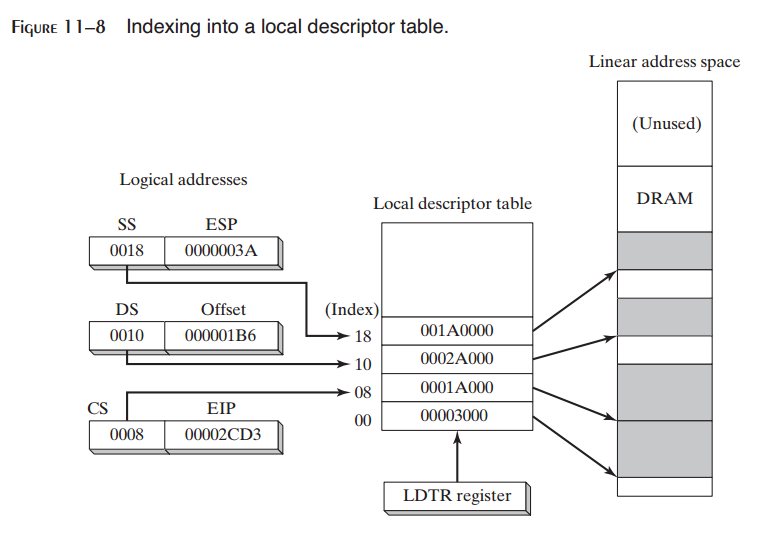 FIGURE 11–8 Indexing into a local descriptor table.
Linear address space
(Unused)
Logical addresses
DRAM
Local descriptor table
SS ESP
0018 0000003A
DS Offset (Index)
0010 000001B6 18 001A0000
10 0002A000
08 0001A000
CS EIP 00 00003000
0008 00002CD3
LDTR register